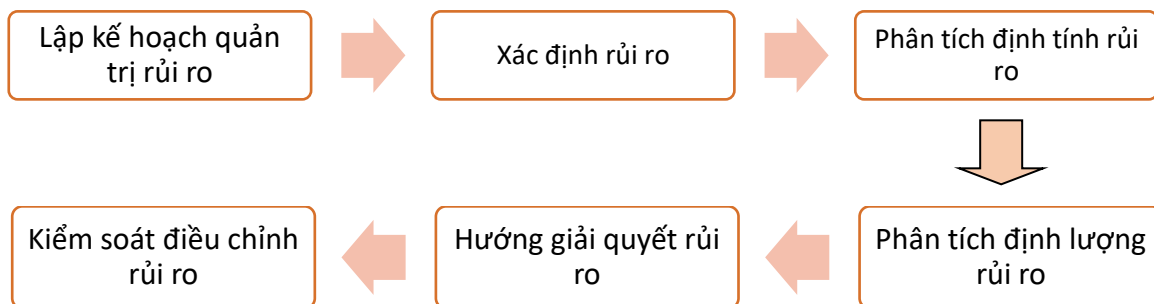 Lập kế hoạch quản
trị rủi ro
Xác định rủi ro
Phân tích định tính rủi
ro
Phân tích định lượng
rủi ro
Hướng giải quyết rủi
ro
Kiểm soát điều chỉnh
rủi ro